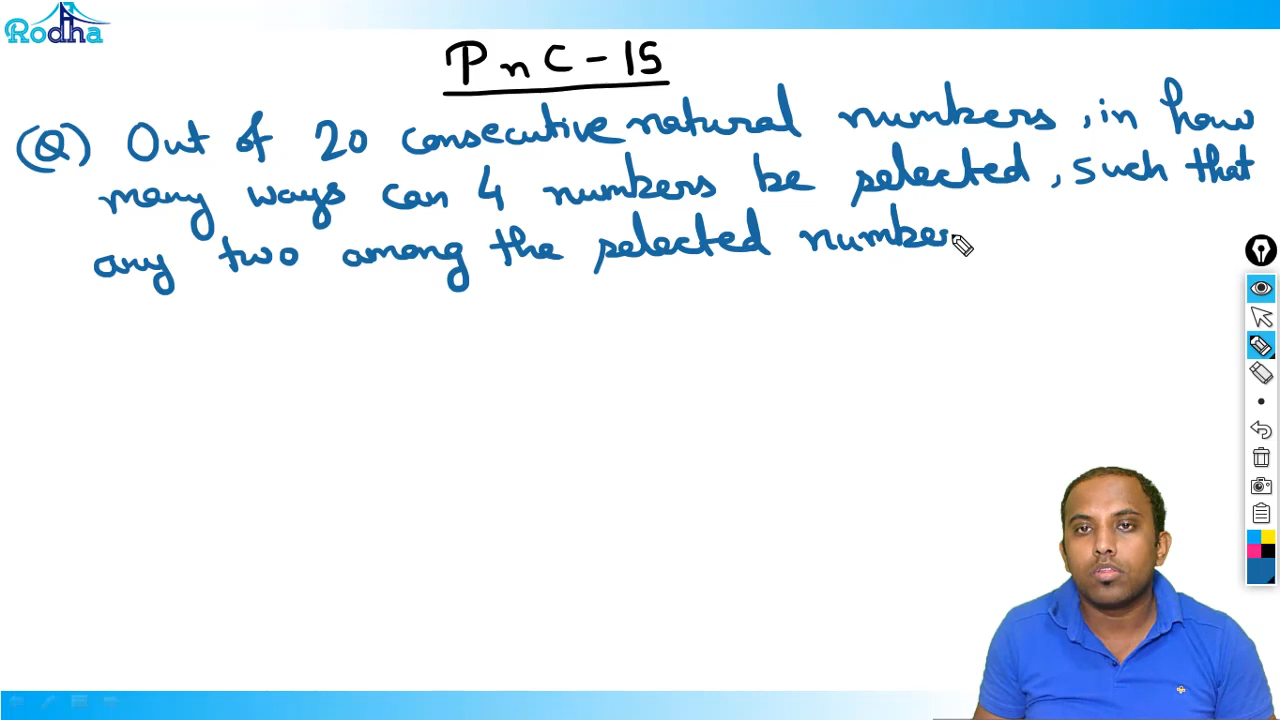 Rodha
PnC-15
(Q) Out of 20 consecutive natural numbers, in how
many ways can 4 numbers be selected, such that
any two among the selected number